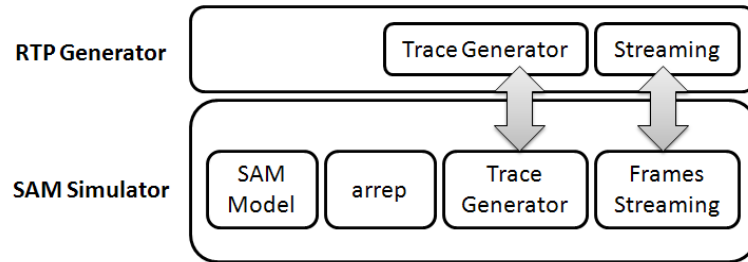 RTP Generator
Trace Generator
Streaming
SAM Simulator
SAM
Model
arrep
Trace
Generator
Frames
Streaming